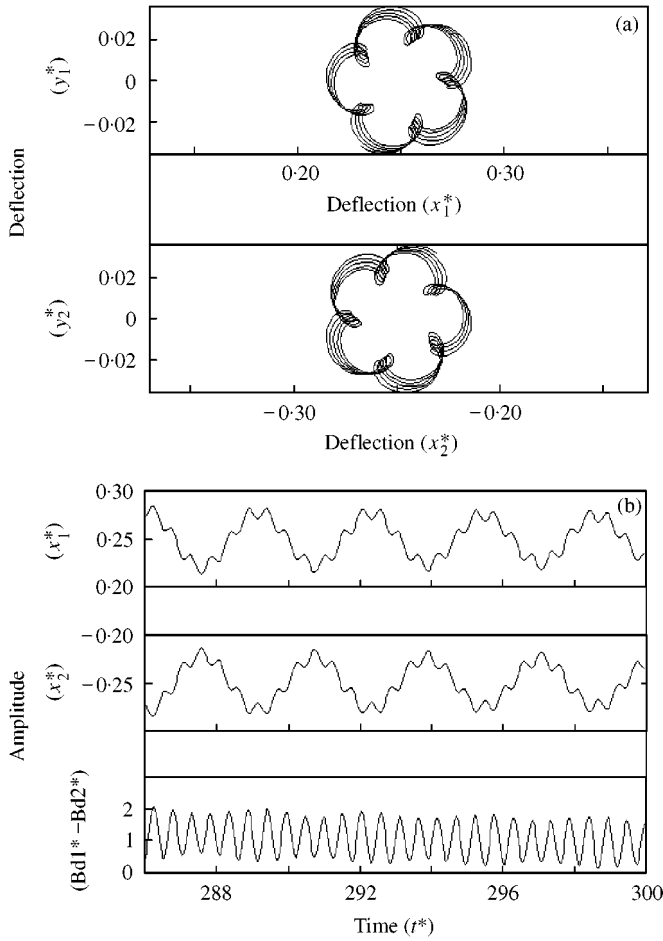 (a)
0·02
0
−0·02
(y₁*)
0·20 0·30
Deflection (x₁*)
Deflection
0·02
0
−0·02
(y₂*)
−0·30 −0·20
Deflection (x₂*)
(b)
0·30
0·25
0·20
(x₁*)
−0·20
−0·25
(x₂*)
Amplitude
2
1
0
(Bd1* −Bd2*)
288 292 296 300
Time (t*)